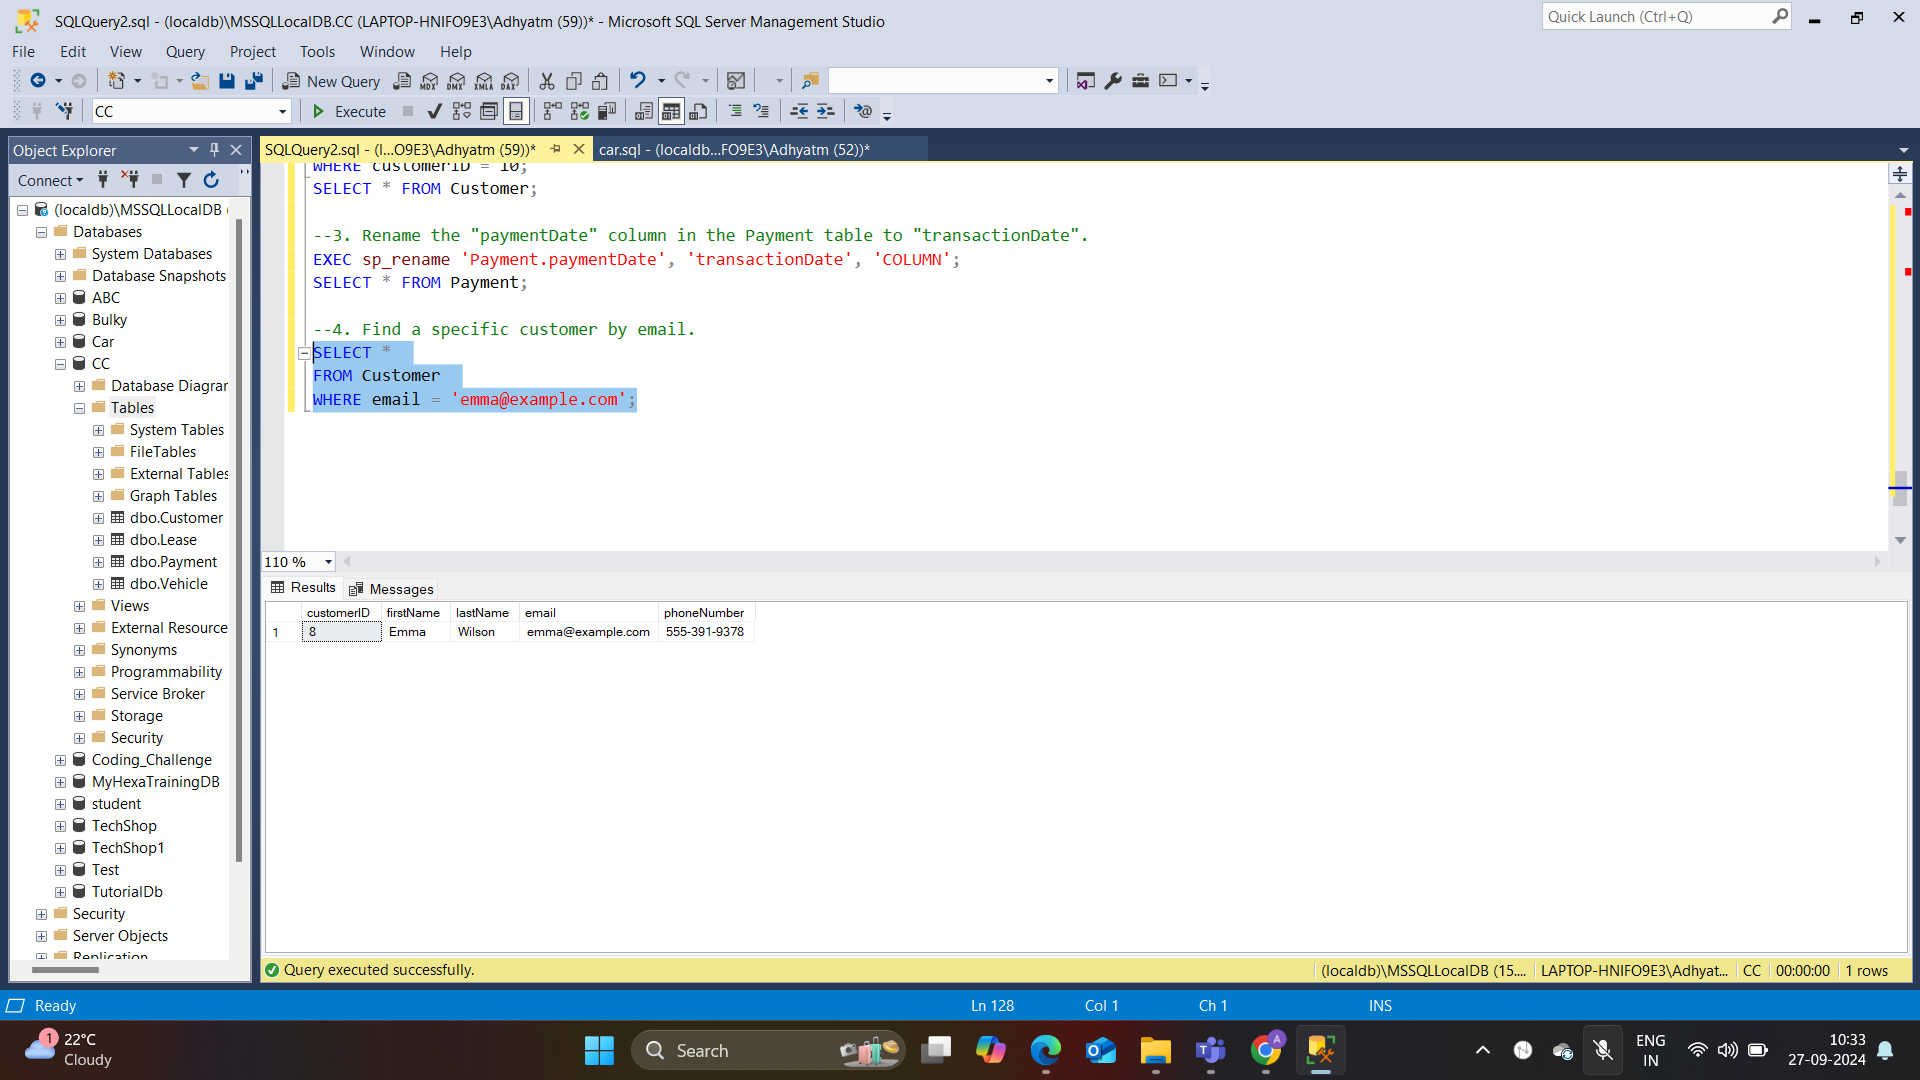 SQLQuery2.sql - (localdb)\MSSQLLocalDB.CC (LAPTOP-HNIFO9E3\Adhyatm (59))* - Microsoft SQL Server Management Studio
Quick Launch (Ctrl+Q)
File Edit View Query Project Tools Window Help
New Query MDX DMX XMLA DAX
CC Execute
Object Explorer
SQLQuery2.sql - (l...O9E3\Adhyatm (59))* car.sql - (localdb...FO9E3\Adhyatm (52))*
Connect
(localdb)\MSSQLLocalDB (
Databases
System Databases
Database Snapshots
ABC
Bulky
Car
CC
Database Diagrar
Tables
System Tables
FileTables
External Tables
Graph Tables
dbo.Customer
dbo.Lease
dbo.Payment
dbo.Vehicle
Views
External Resource
Synonyms
Programmability
Service Broker
Storage
Security
Coding_Challenge
MyHexaTrainingDB
student
TechShop
TechShop1
Test
TutorialDb
Security
Server Objects
Replication
WHERE customerID = 10;
SELECT * FROM Customer;
--3. Rename the "paymentDate" column in the Payment table to "transactionDate".
EXEC sp_rename 'Payment.paymentDate', 'transactionDate', 'COLUMN';
SELECT * FROM Payment;
--4. Find a specific customer by email.
SELECT *
FROM Customer
WHERE email = 'emma@example.com';
110 %
Results Messages
customerID firstName lastName email phoneNumber
1 8 Emma Wilson emma@example.com 555-391-9378
Query executed successfully. (localdb)\MSSQLLocalDB (15.... LAPTOP-HNIFO9E3\Adhyat... CC 00:00:00 1 rows
Ready Ln 128 Col 1 Ch 1 INS
1 22°C
Cloudy
Search
A
ENG
IN
10:33
27-09-2024